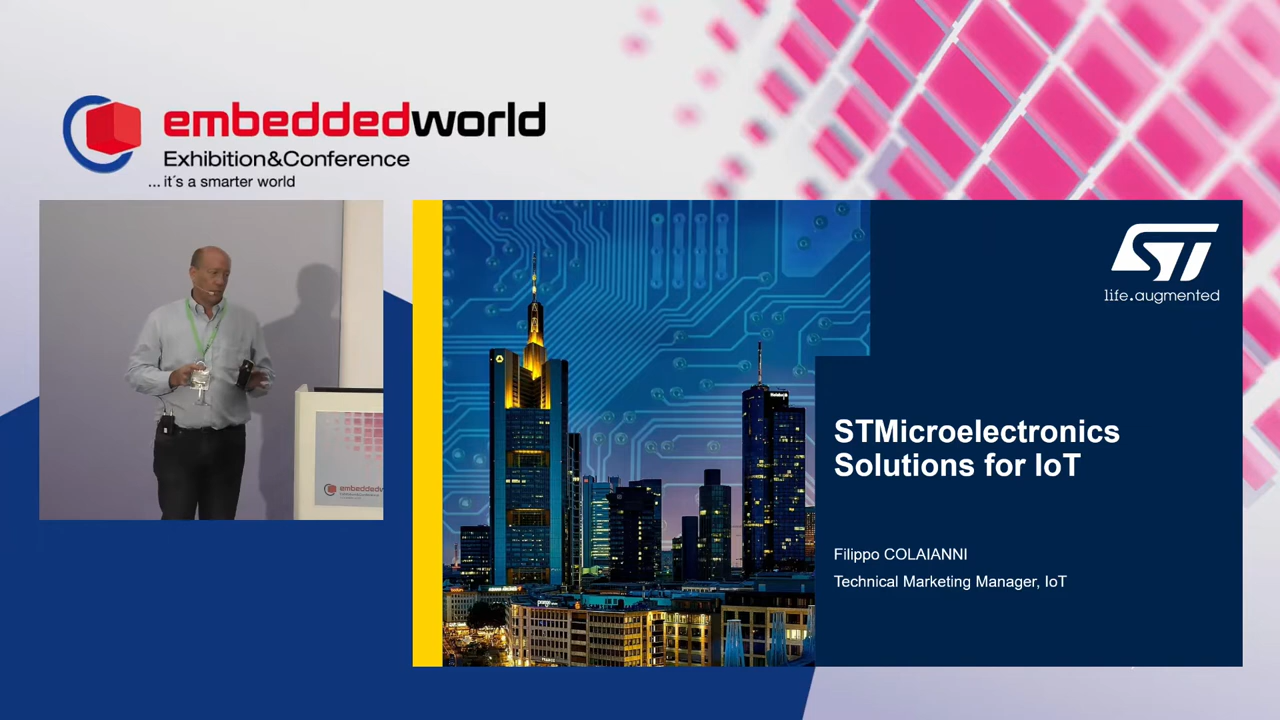 embeddedworld
Exhibition&Conference
... it´s a smarter world
ST
life.augmented
STMicroelectronics
Solutions for IoT
Filippo COLAIANNI
Technical Marketing Manager, IoT